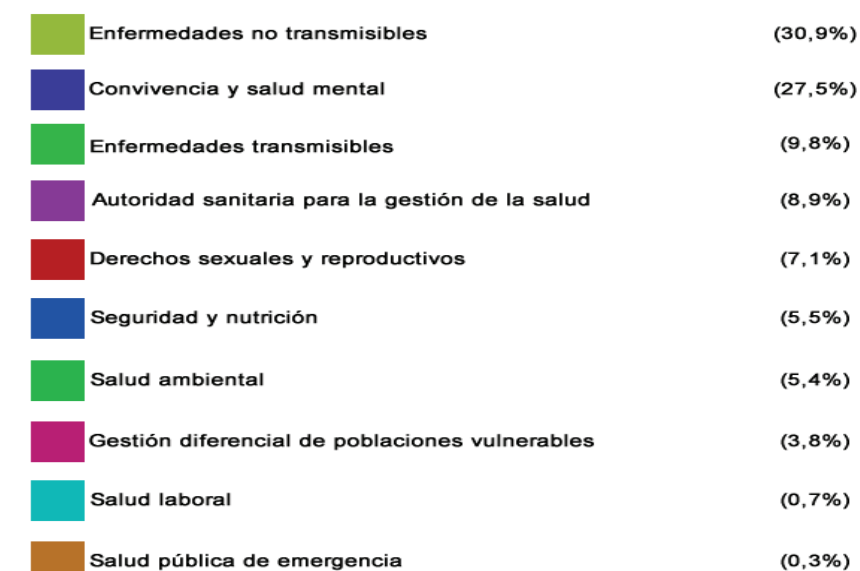 Enfermedades no transmisibles (30,9%)
Convivencia y salud mental (27,5%)
Enfermedades transmisibles (9,8%)
Autoridad sanitaria para la gestión de la salud (8,9%)
Derechos sexuales y reproductivos (7,1%)
Seguridad y nutrición (5,5%)
Salud ambiental (5,4%)
Gestión diferencial de poblaciones vulnerables (3,8%)
Salud laboral (0,7%)
Salud pública de emergencia (0,3%)